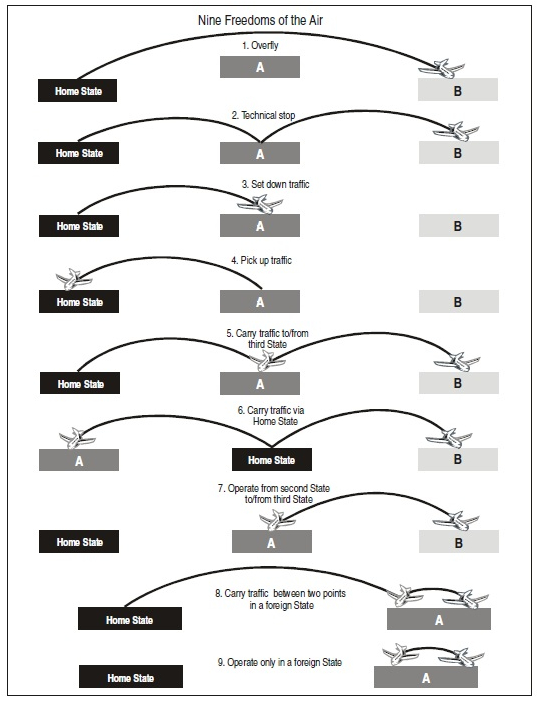 Nine Freedoms of the Air
1. Overfly
Home State
A
B
2. Technical stop
Home State
A
B
3. Set down traffic
Home State
A
B
4. Pick up traffic
Home State
A
B
5. Carry traffic to/from
third State
Home State
A
B
6. Carry traffic via
Home State
A
Home State
B
7. Operate from second State
to/from third State
Home State
A
B
8. Carry traffic between two points
in a foreign State
Home State
A
9. Operate only in a foreign State
Home State
A